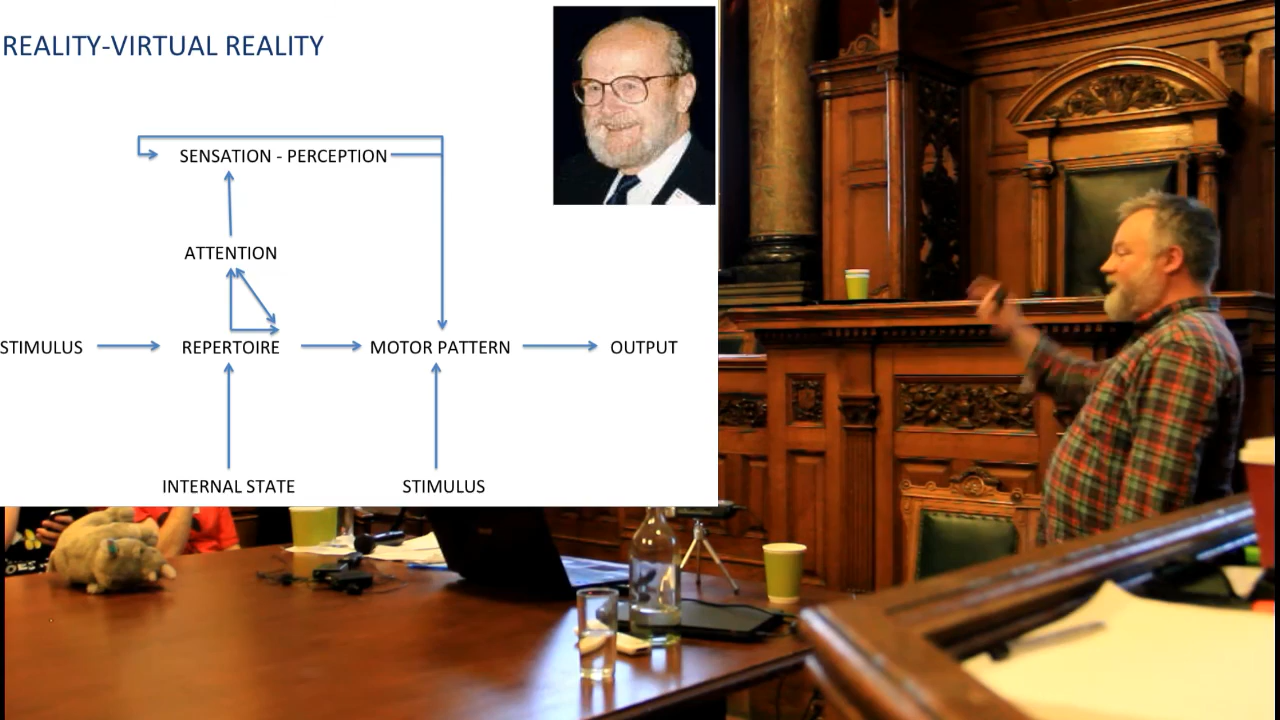 REALITY-VIRTUAL REALITY
SENSATION - PERCEPTION
ATTENTION
STIMULUS
REPERTOIRE
MOTOR PATTERN
OUTPUT
INTERNAL STATE
STIMULUS